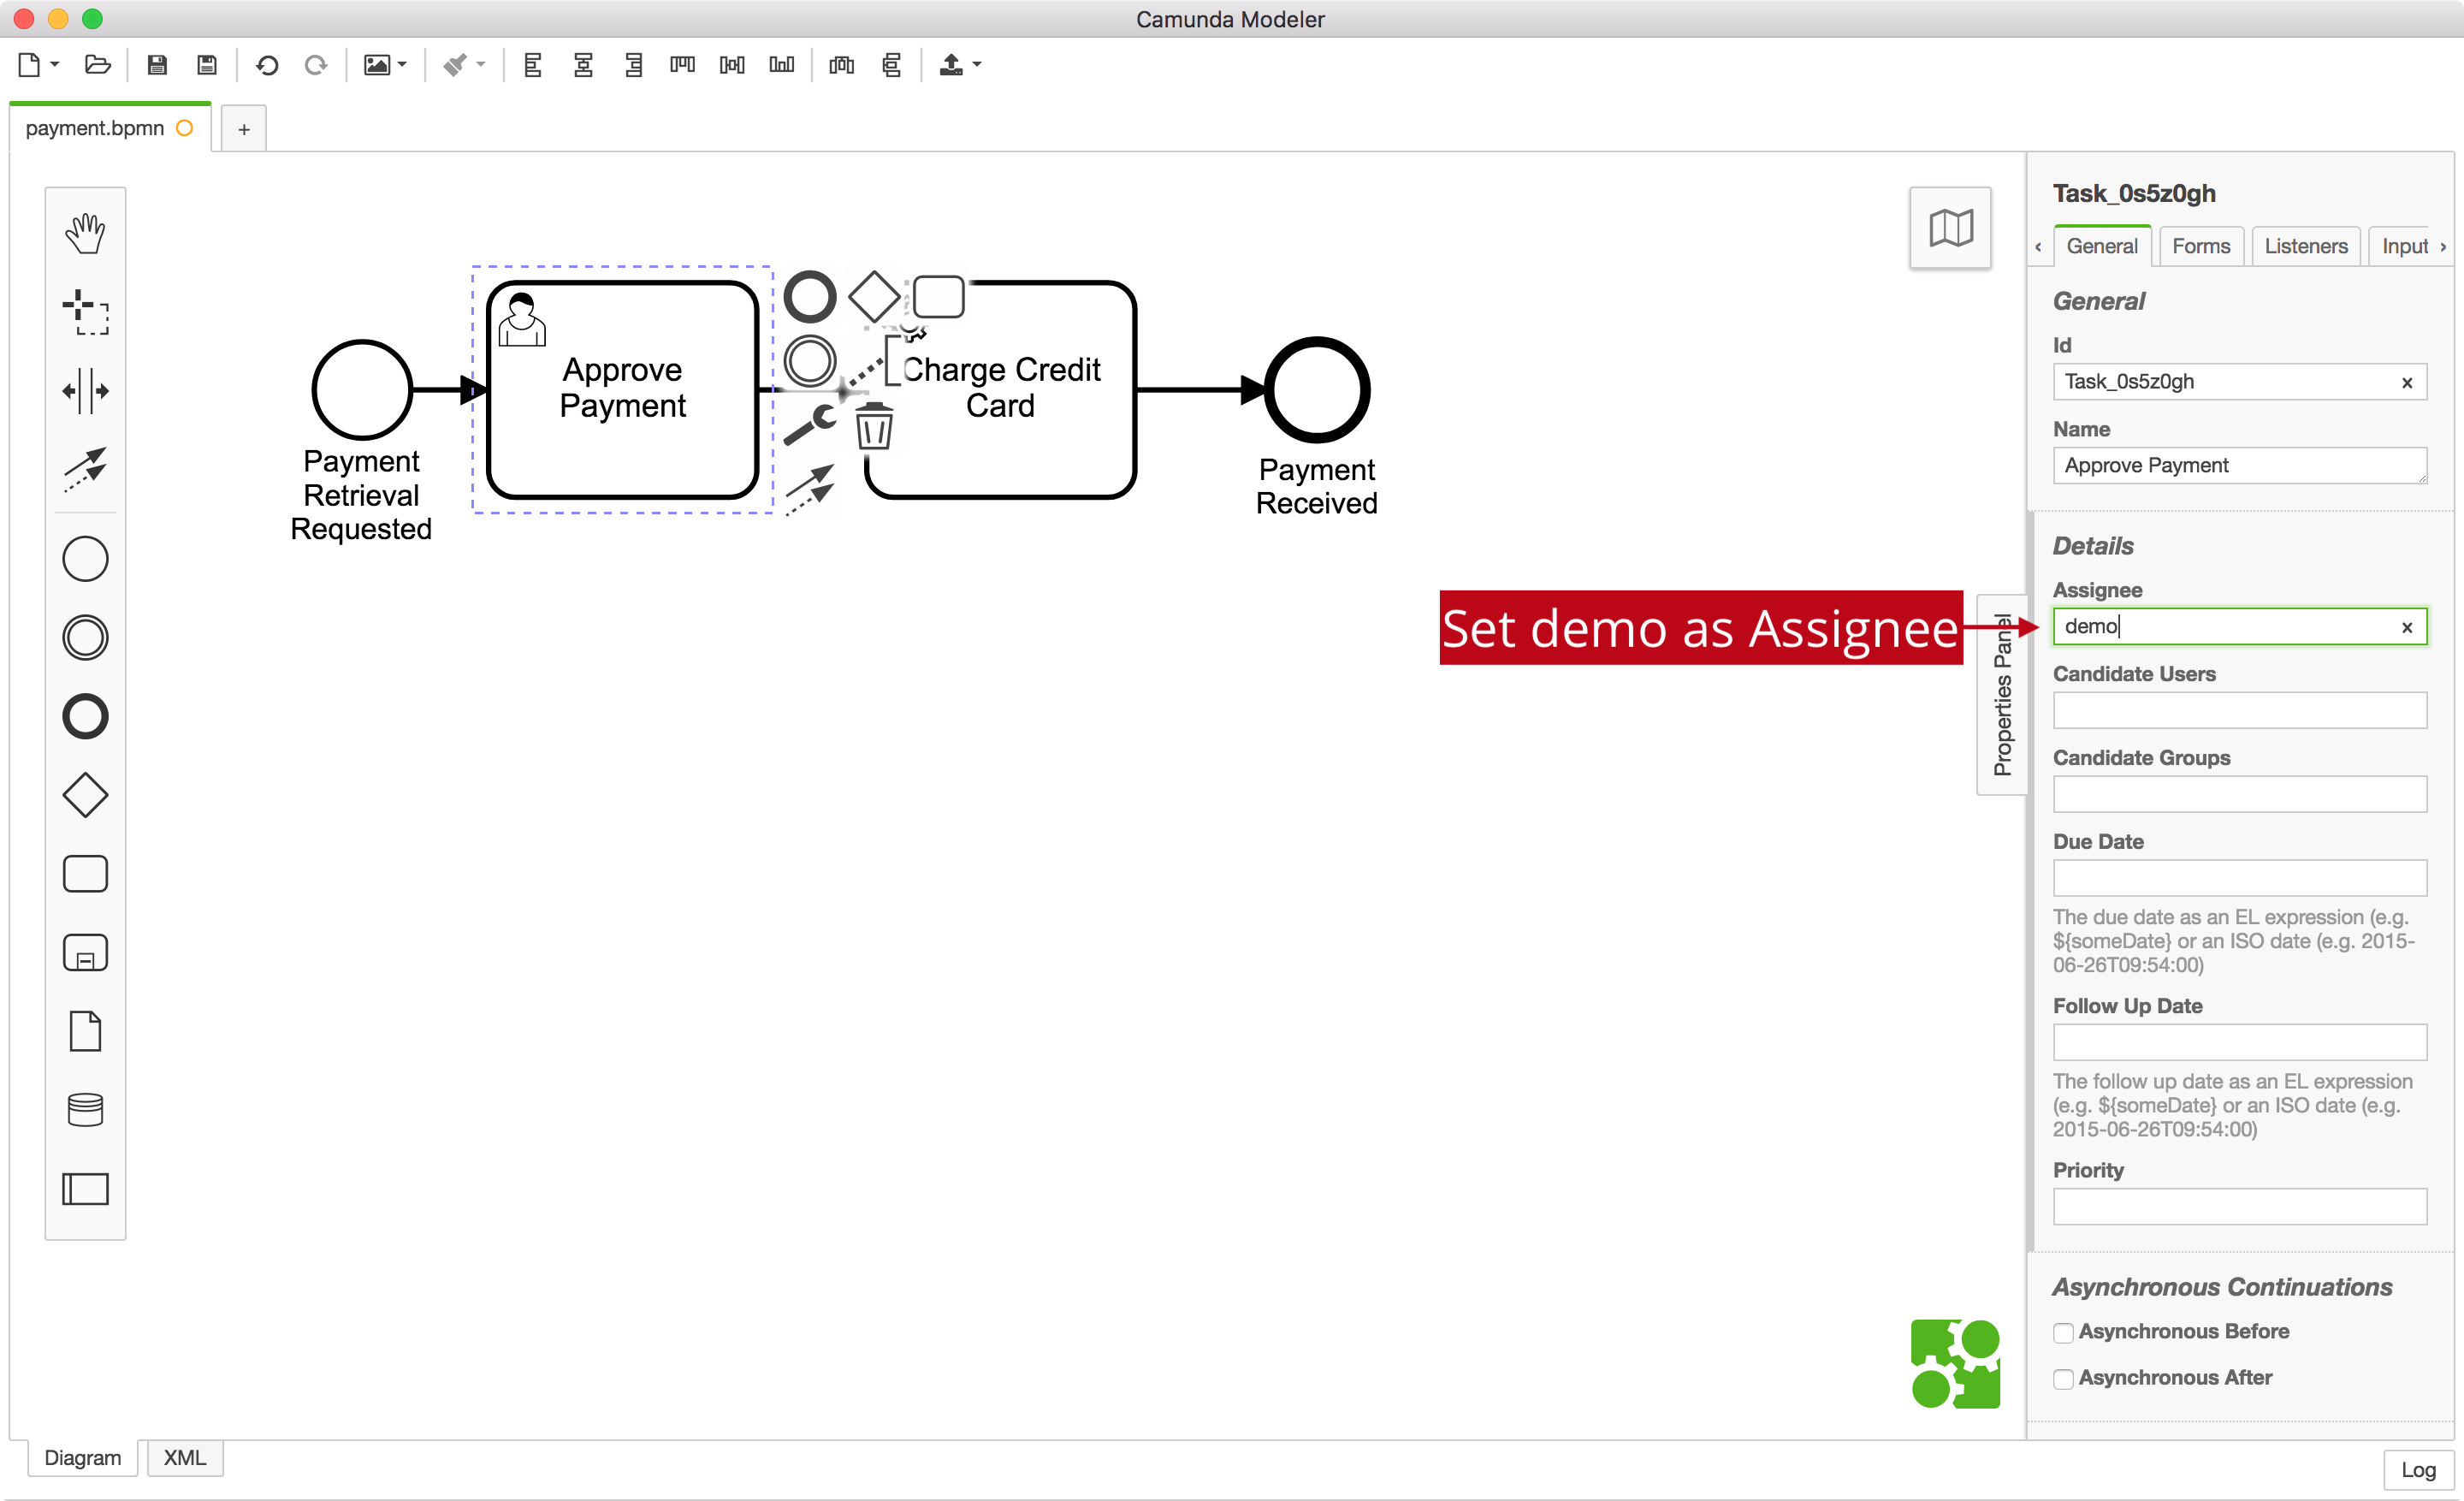 Camunda Modeler
payment.bpmn
+
Task_0s5z0gh
‹ General Forms Listeners Input ›
General
Id
Task_0s5z0gh x
Name
Approve Payment
Approve
Payment
Charge Credit
Card
Payment
Retrieval
Requested
Payment
Received
Details
Assignee
Set demo as Assignee
demo x
Properties Panel
Candidate Users
Candidate Groups
Due Date
The due date as an EL expression (e.g.
${someDate} or an ISO date (e.g. 2015-
06-26T09:54:00)
Follow Up Date
The follow up date as an EL expression
(e.g. ${someDate} or an ISO date (e.g.
2015-06-26T09:54:00)
Priority
Asynchronous Continuations
Asynchronous Before
Asynchronous After
Diagram XML
Log